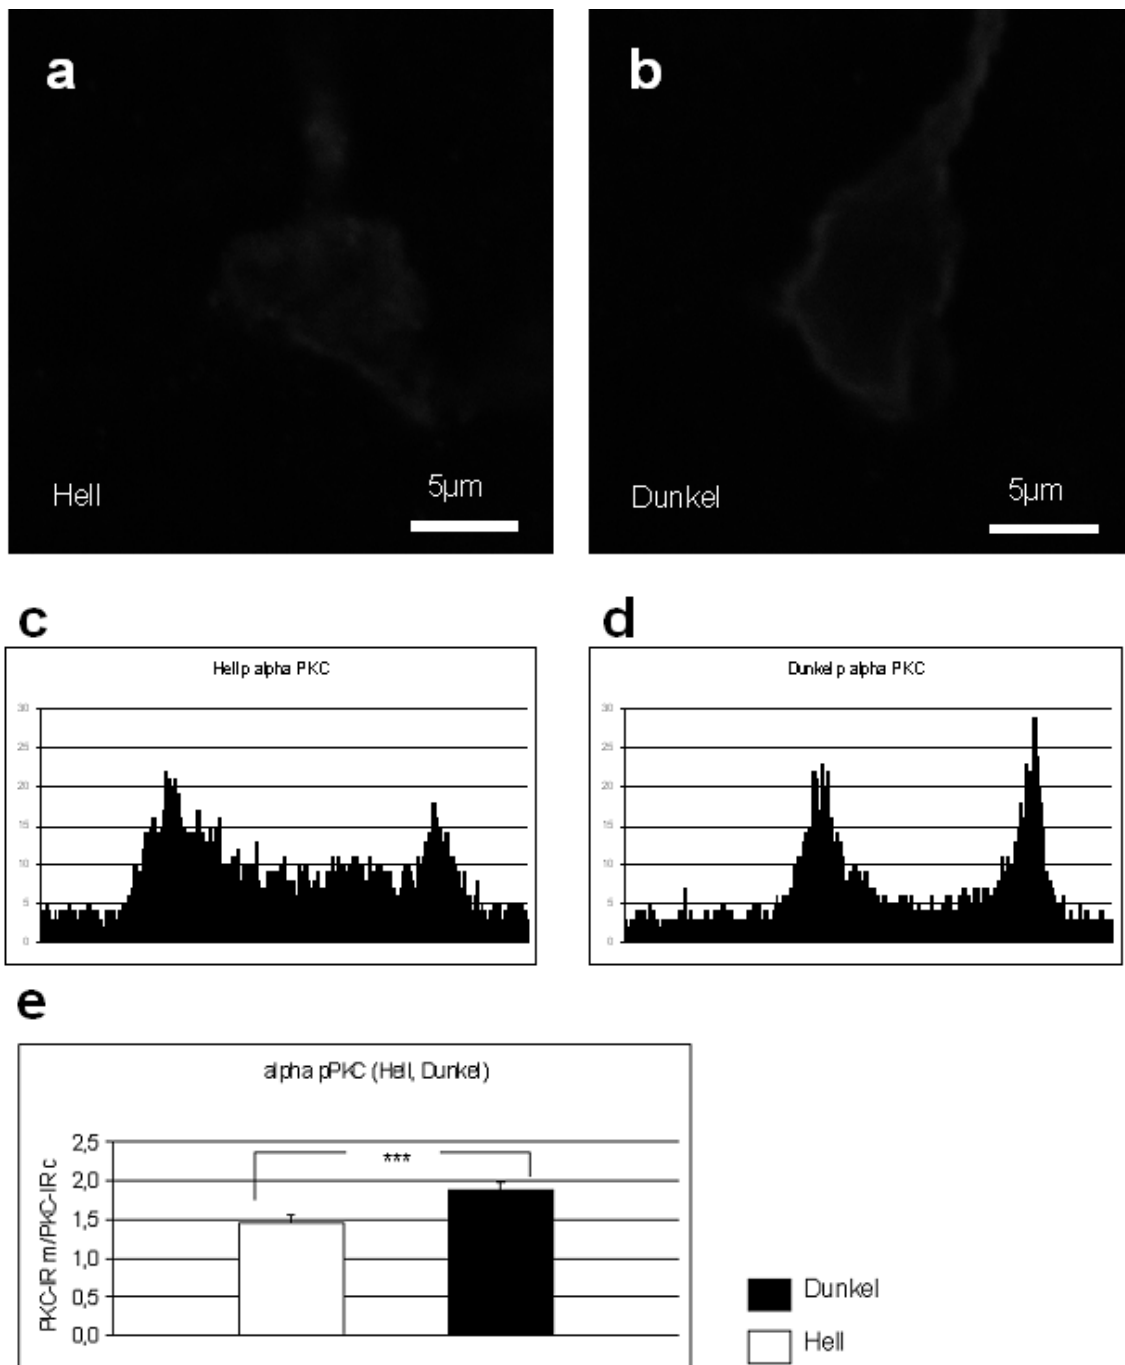 a
b
Hell
5µm
Dunkel
5µm
c
d
Hell p alpha PKC
30
25
20
15
10
5
0
Dunkel p alpha PKC
30
25
20
15
10
5
0
e
alpha pPKC (Hell, Dunkel)
PKC-IR m/PKC-IR c
2,5
2,0
1,5
1,0
0,5
0,0
***
Dunkel
Hell